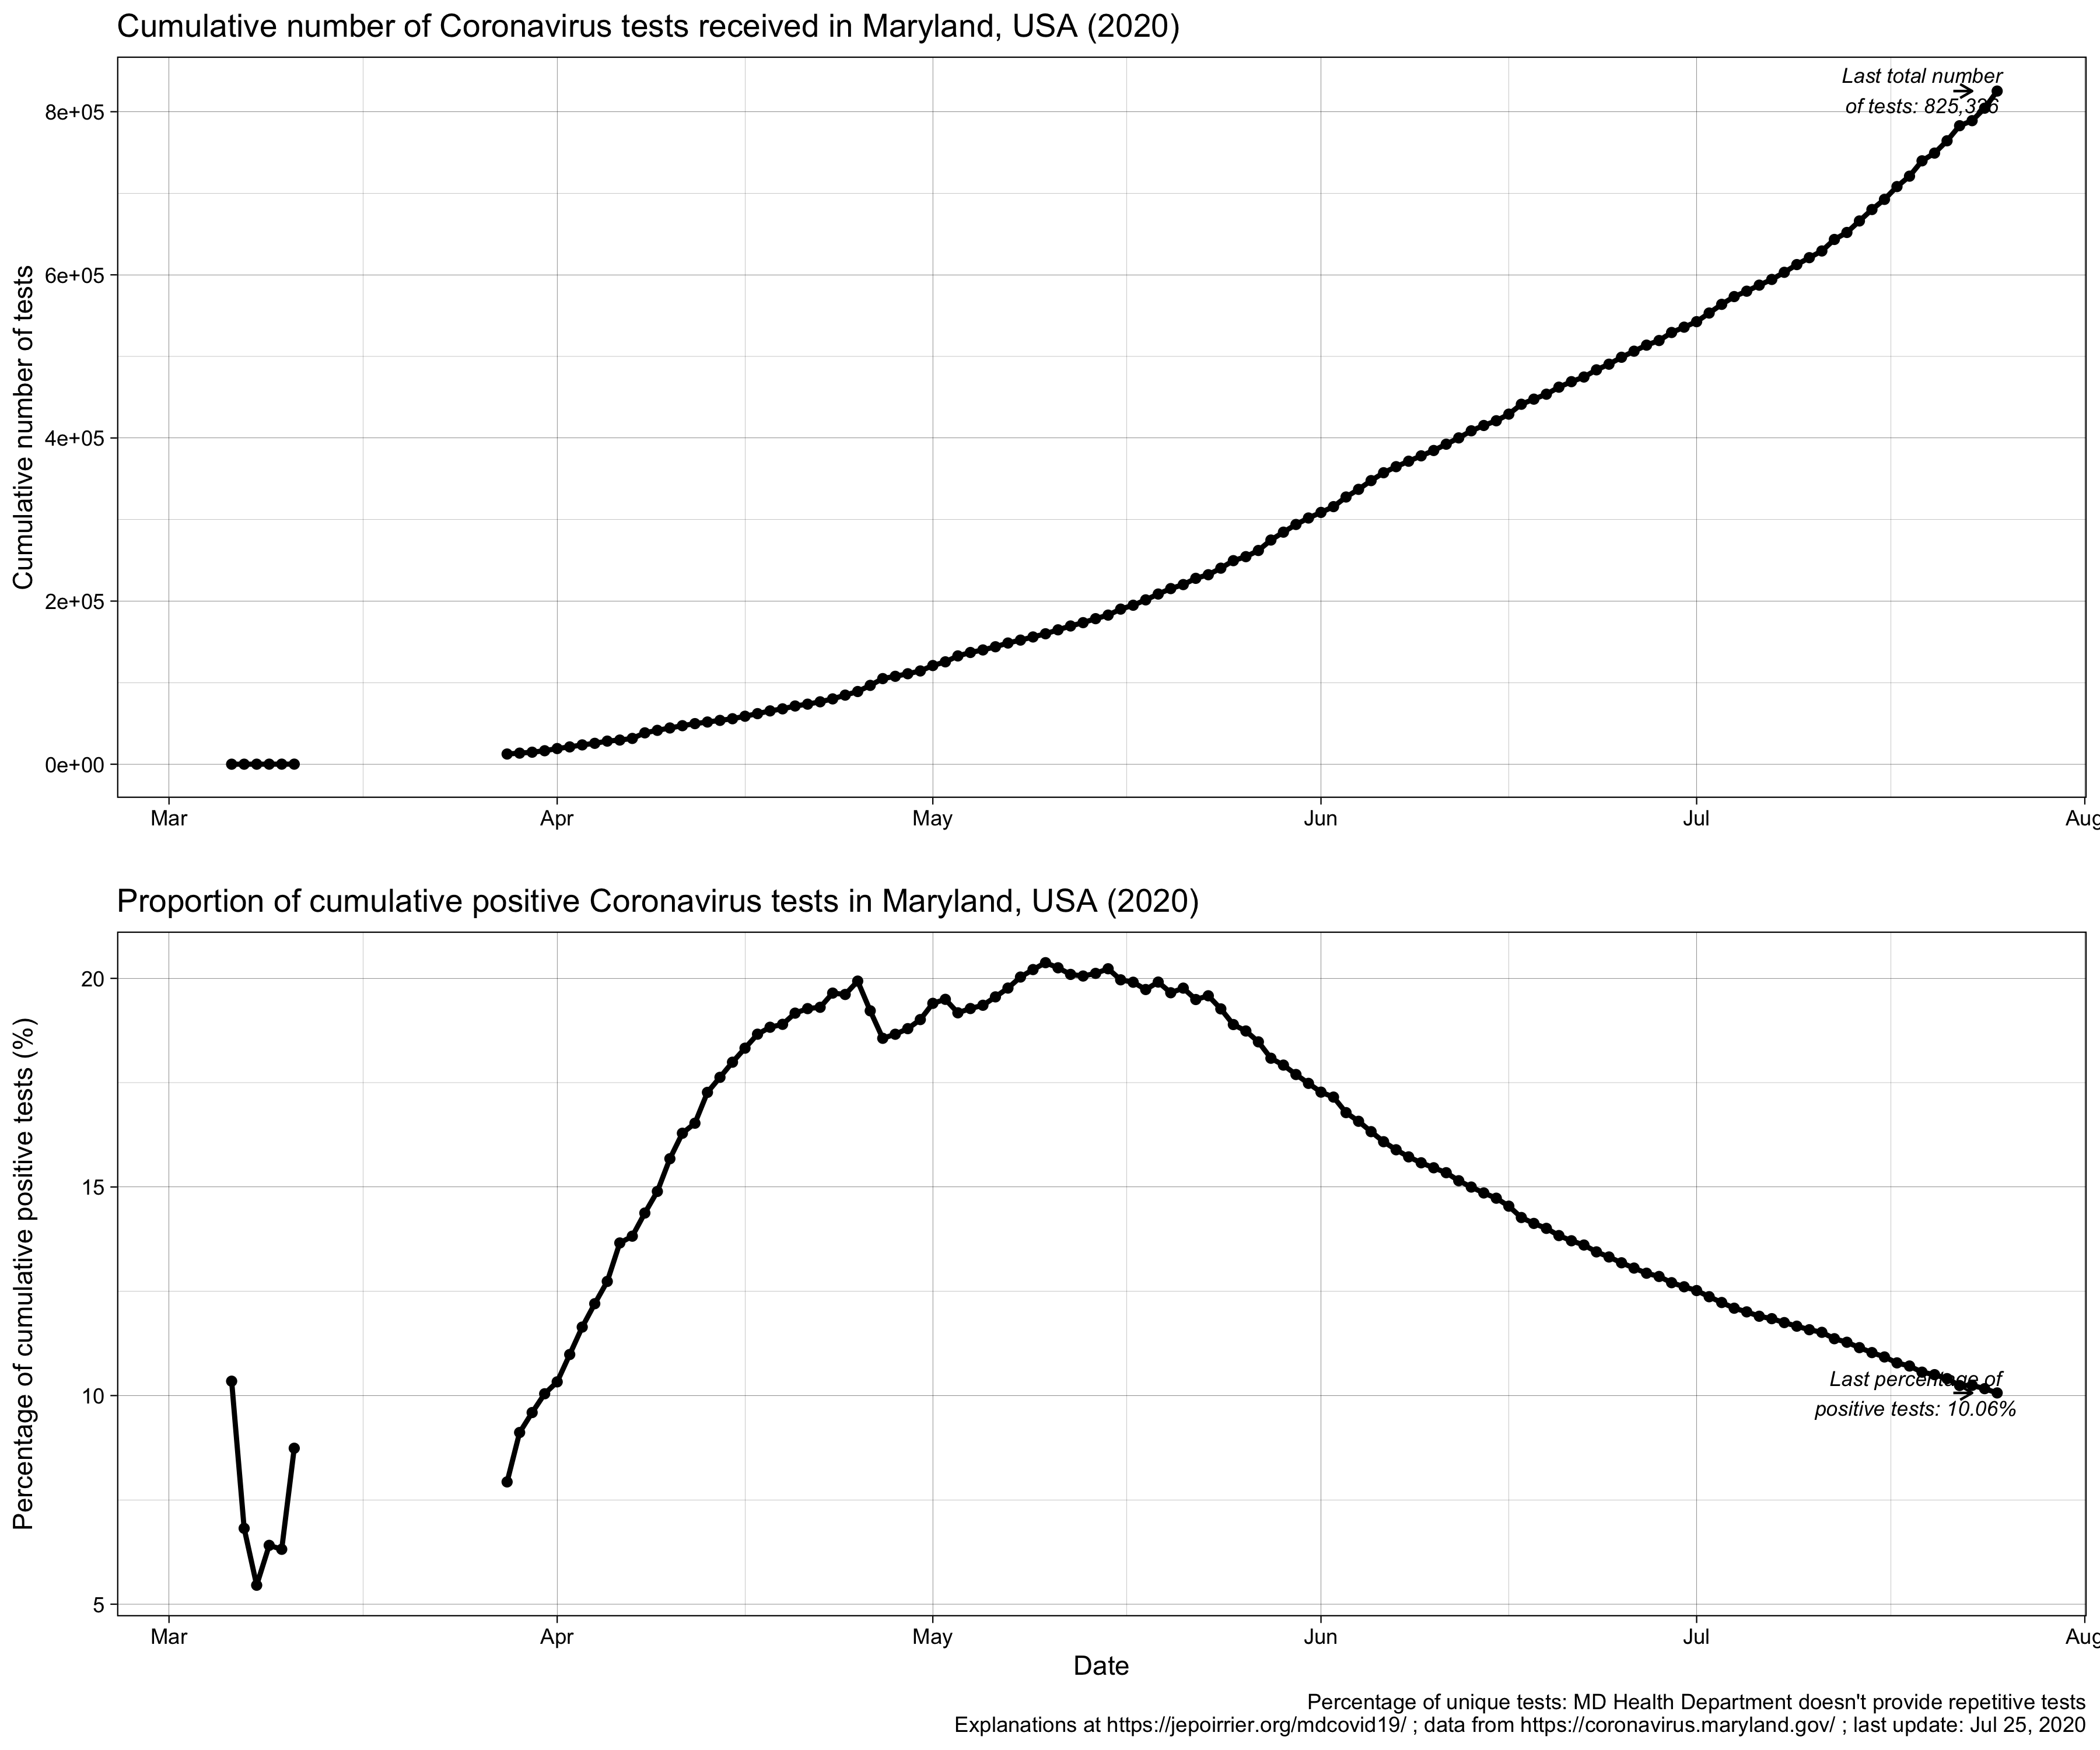 Cumulative number of Coronavirus tests received in Maryland, USA (2020)
Cumulative number of tests
8e+05
6e+05
4e+05
2e+05
0e+00
Last total number
of tests: 825,326
Mar
Apr
May
Jun
Jul
Aug
Proportion of cumulative positive Coronavirus tests in Maryland, USA (2020)
Percentage of cumulative positive tests (%)
20
15
10
5
Last percentage of
positive tests: 10.06%
Mar
Apr
May
Jun
Jul
Aug
Date
Percentage of unique tests: MD Health Department doesn't provide repetitive tests
Explanations at https://jepoirrier.org/mdcovid19/ ; data from https://coronavirus.maryland.gov/ ; last update: Jul 25, 2020